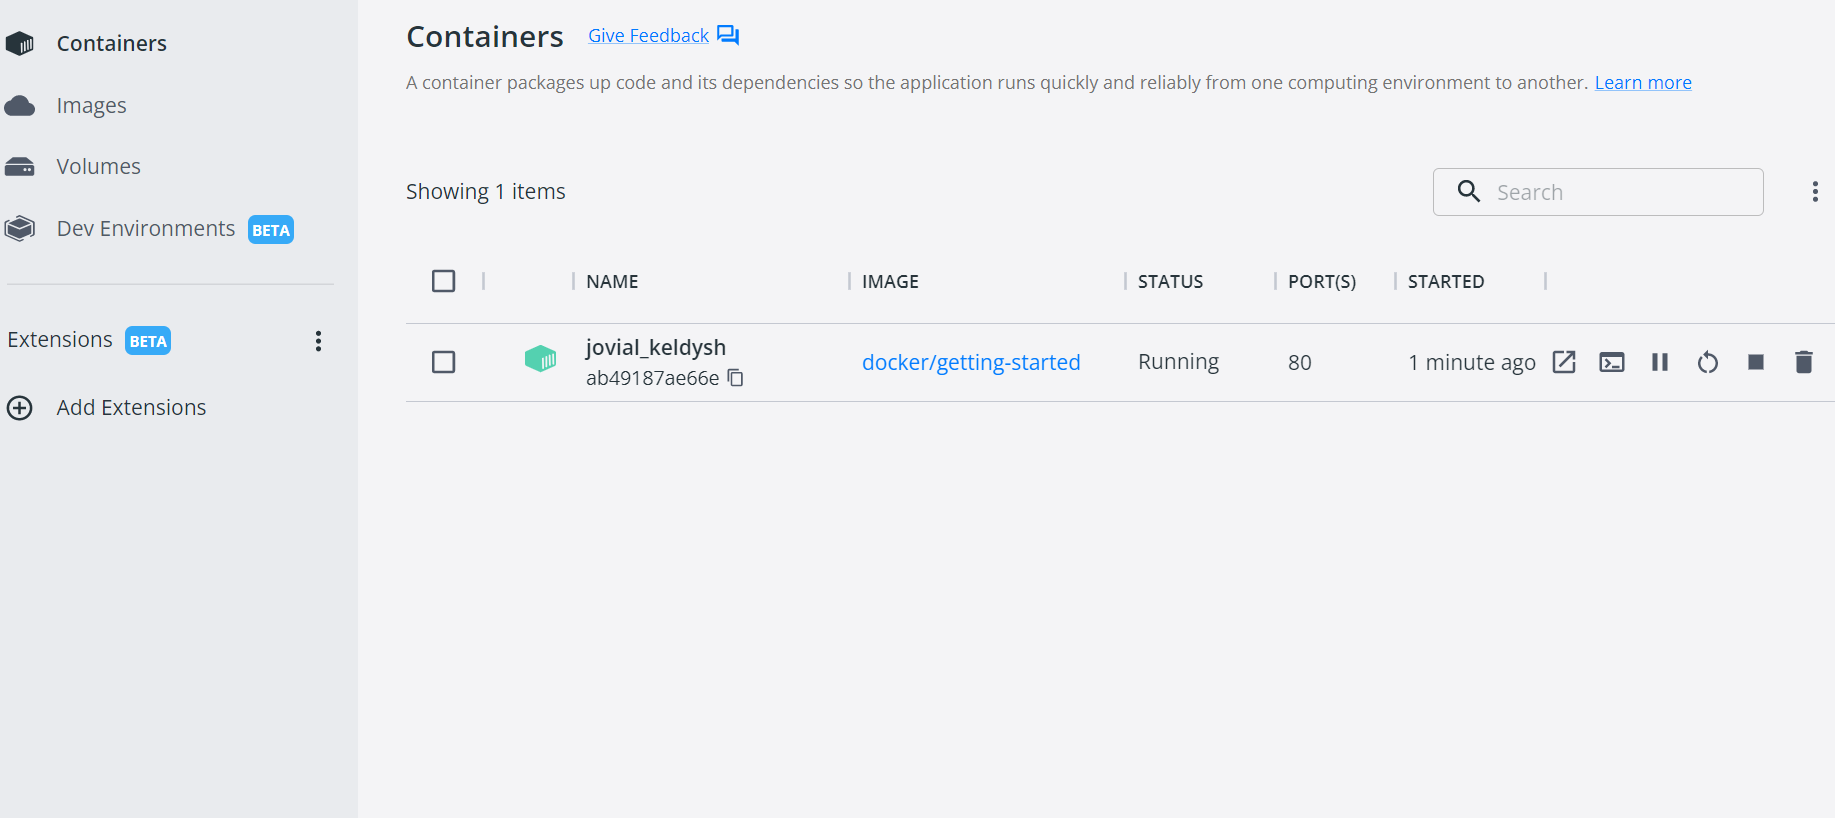 Containers
Images
Volumes
Dev Environments BETA
Extensions BETA
Add Extensions
Containers Give Feedback
A container packages up code and its dependencies so the application runs quickly and reliably from one computing environment to another. Learn more
Showing 1 items
Search
NAME IMAGE STATUS PORT(S) STARTED
jovial_keldysh
ab49187ae66e
docker/getting-started Running 80 1 minute ago